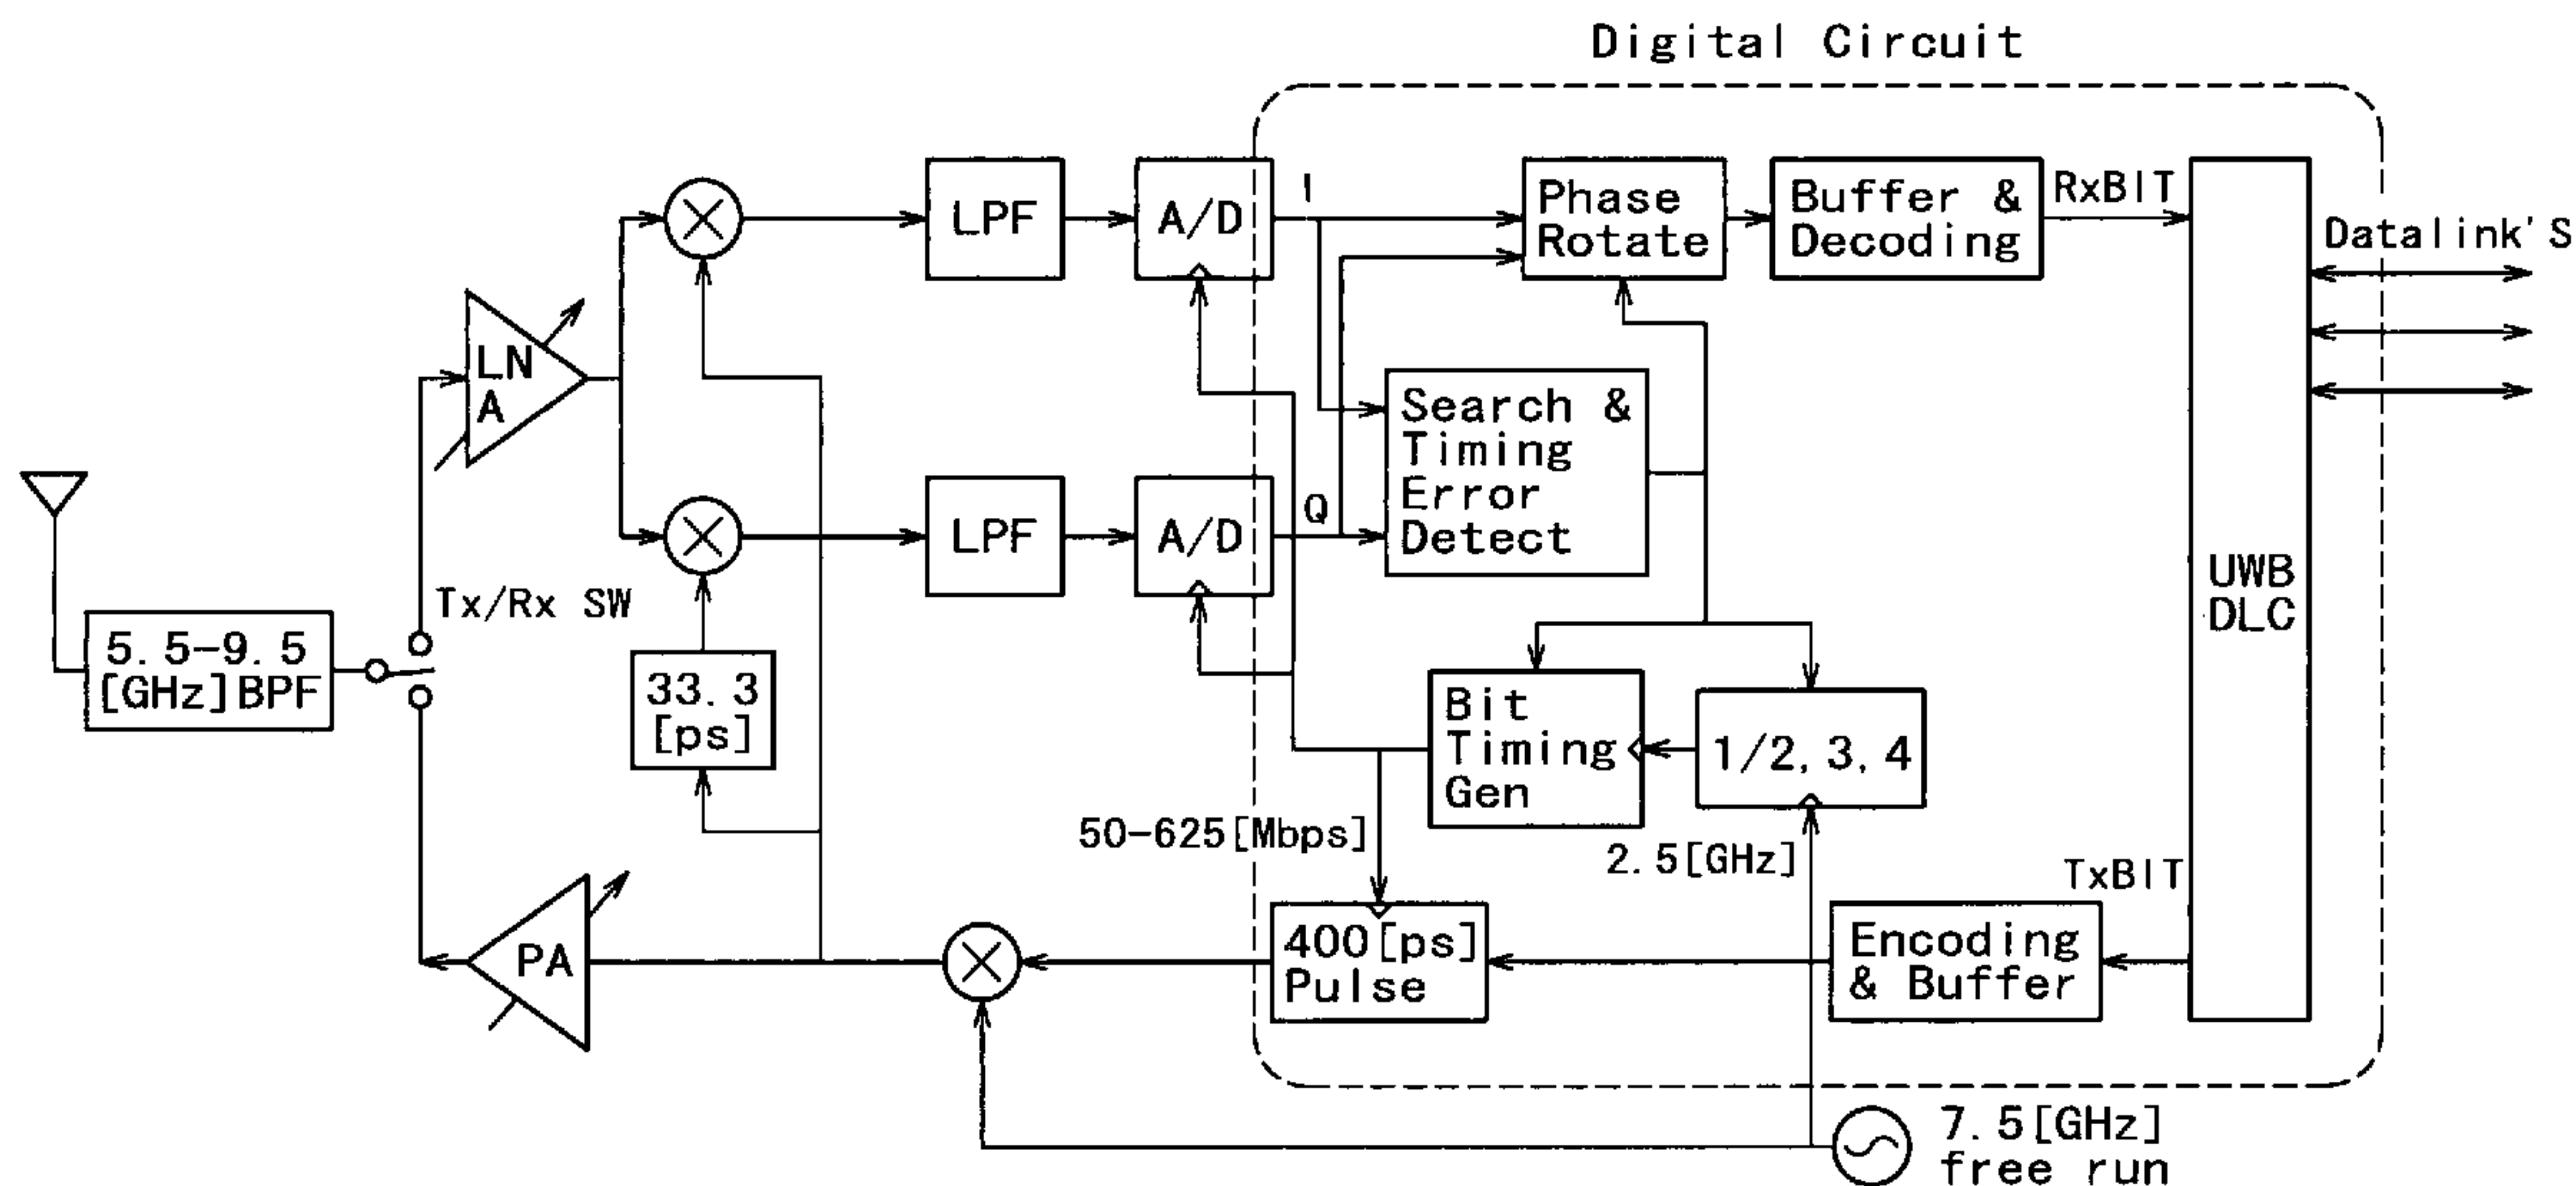 Digital Circuit
LPF
A/D
I
Phase
Rotate
Buffer &
Decoding
RxBIT
Datalink'S
LN
A
Search &
Timing
Error
Detect
LPF
A/D
Q
Tx/Rx SW
5.5-9.5
[GHz]BPF
33.3
[ps]
Bit
Timing
Gen
1/2,3,4
UWB
DLC
50-625[Mbps]
2.5[GHz]
TxBIT
PA
400[ps]
Pulse
Encoding
& Buffer
7.5[GHz]
free run